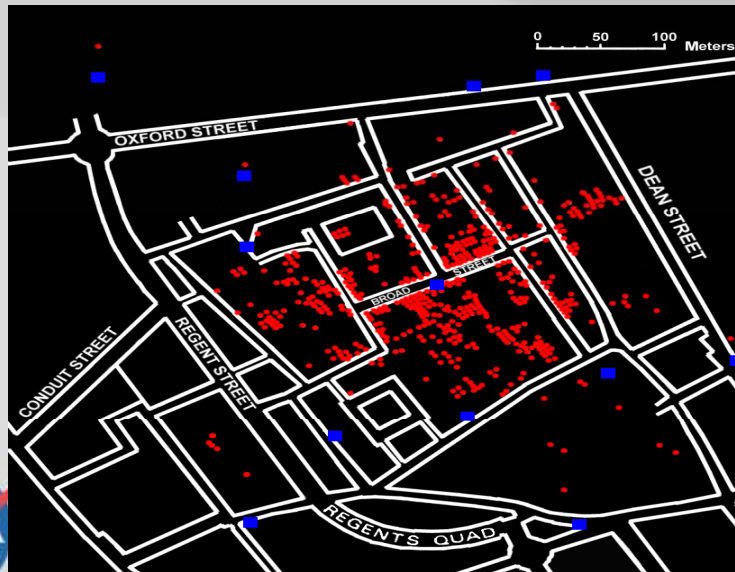 0 50 100
Meters
OXFORD STREET
DEAN STREET
BROAD STREET
CONDUIT STREET
REGENT STREET
REGENTS QUAD